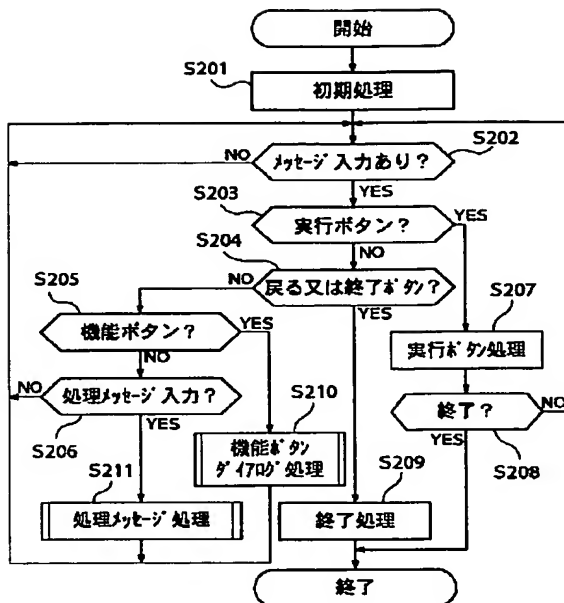 開始
S201
初期処理
S202
NO
メッセージ入力あり?
YES
S203
実行ボタン?
YES
NO
S204
戻る又は終了ボタン?
NO
YES
S205
機能ボタン?
YES
NO
S207
実行ボタン処理
NO
処理メッセージ入力?
YES
S206
S210
機能ボタン
ダイアログ処理
終了?
NO
YES
S208
S211
処理メッセージ処理
S209
終了処理
終了